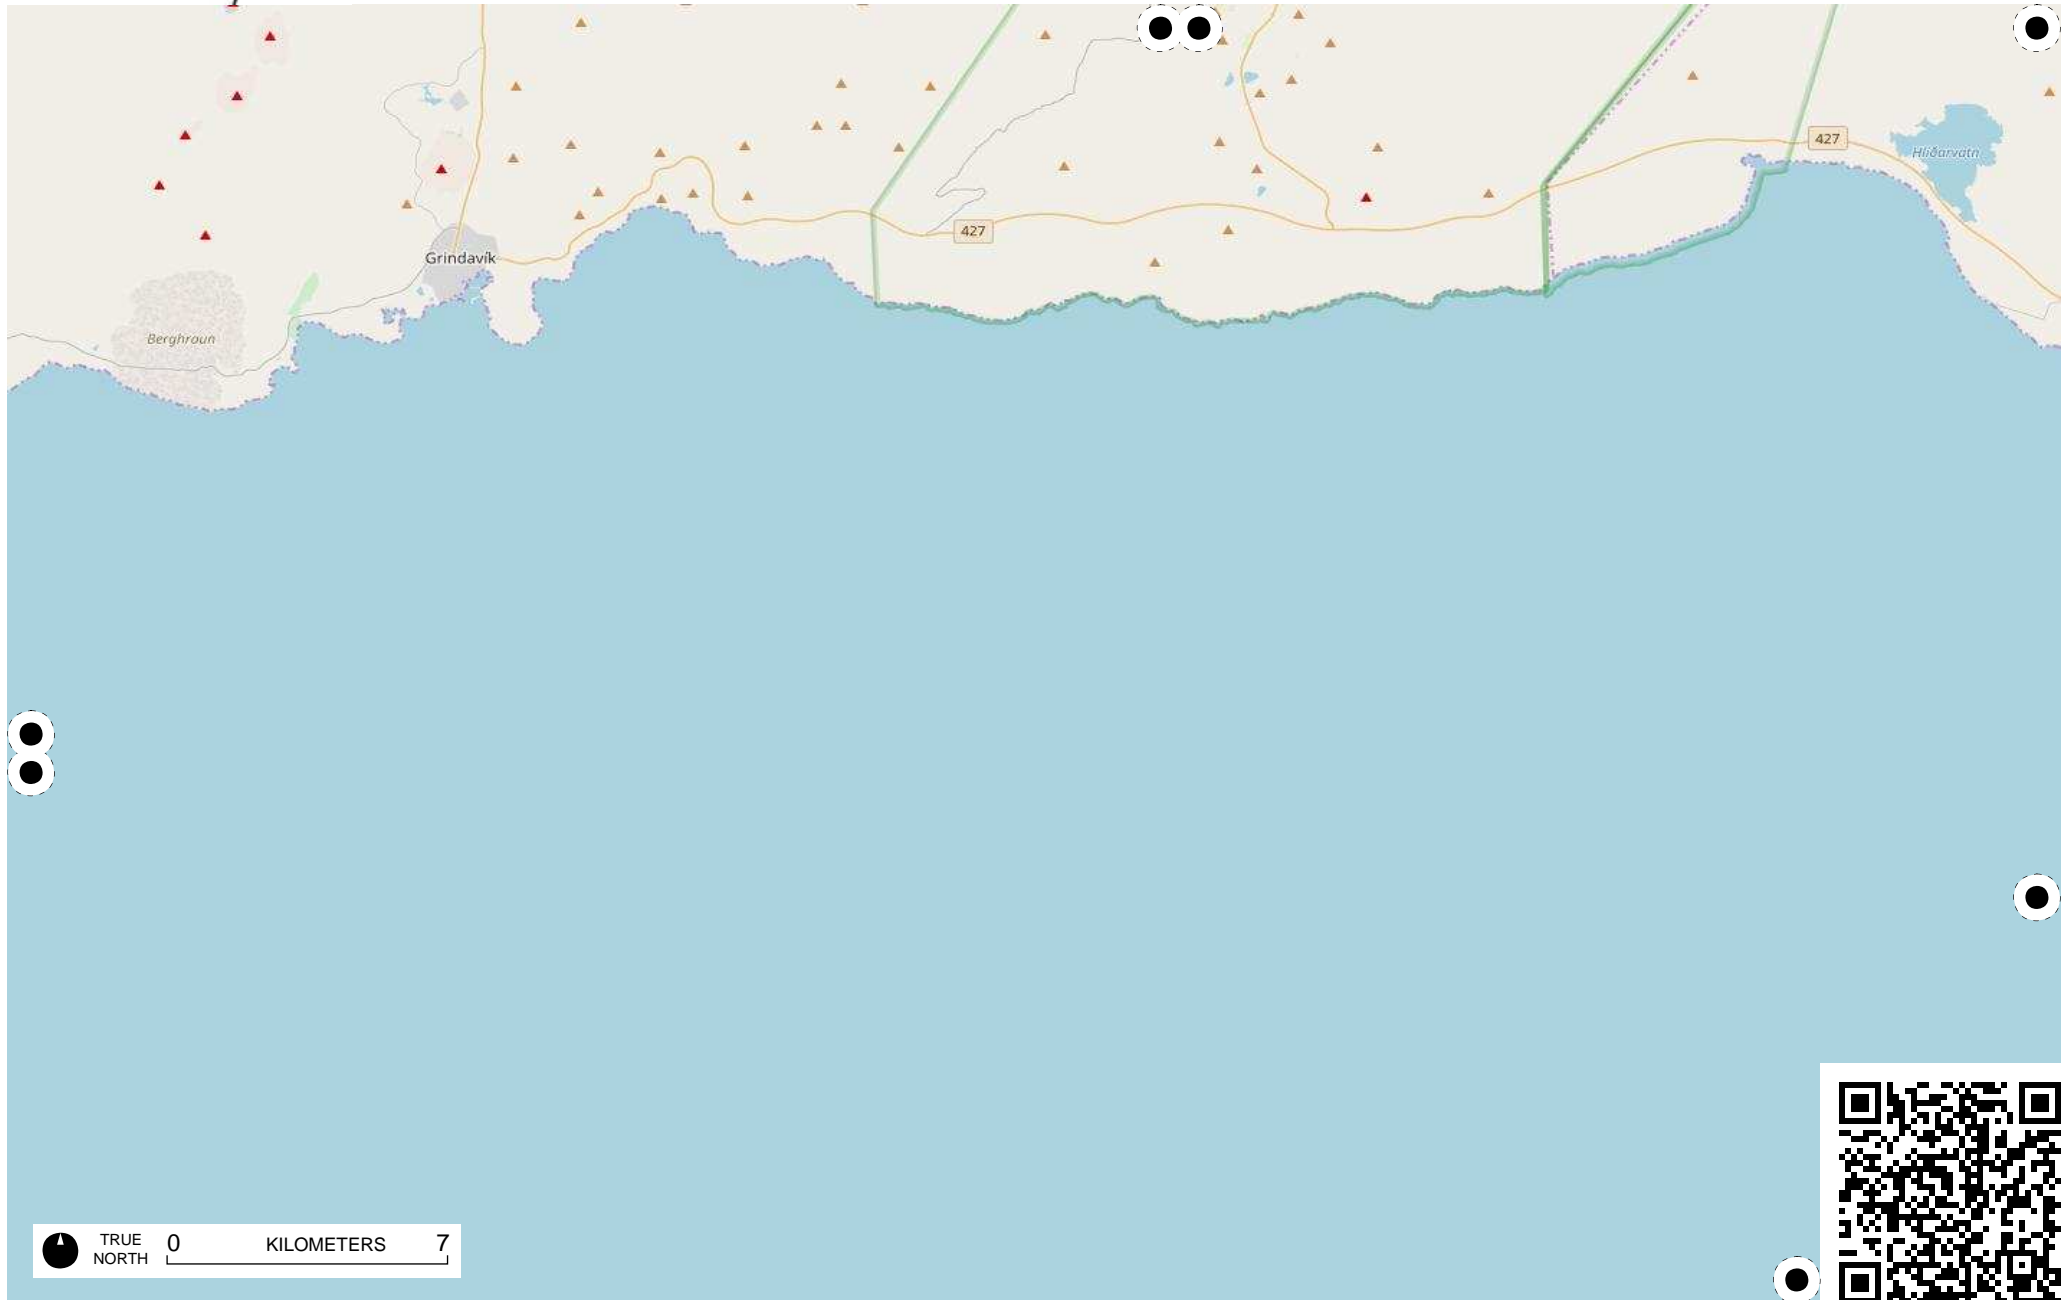 427
Hlíðarvatn
427
Grindavík
Berghraun
TRUE
NORTH
0 KILOMETERS 7